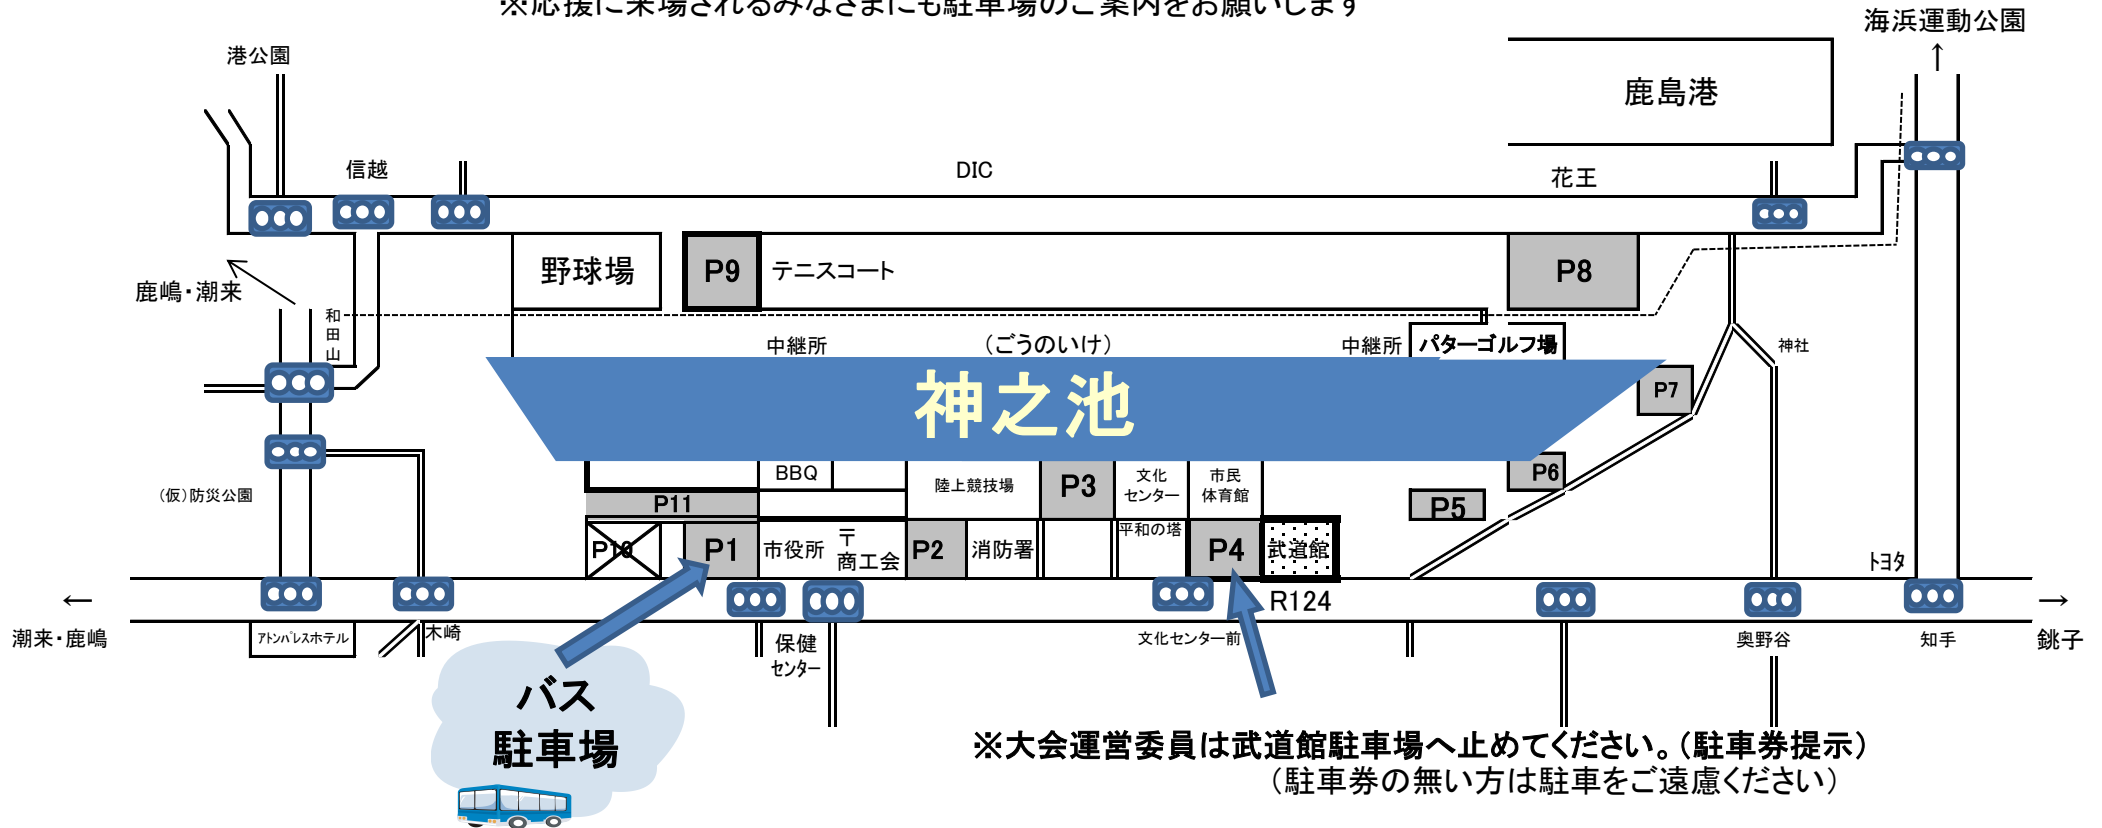 ※応援に来場されるみなさまにも駐車場のご案内をお願いします
海浜運動公園
↑
港公園
鹿島港
信越
DIC
花王
野球場
P9
テニスコート
P8
鹿嶋・潮来
和田山
中継所
(ごうのいけ)
中継所
パターゴルフ場
神社
神之池
P7
BBQ
陸上競技場
P3
文化
センター
市民
体育館
P6
(仮)防災公園
P11
P5
P10
P1
市役所
〒
商工会
P2
消防署
平和の塔
P4
武道館
トヨタ
←
潮来・鹿嶋
R124
→
銚子
アトンパレスホテル
木崎
保健
センター
文化センター前
奥野谷
知手
バス
駐車場
※大会運営委員は武道館駐車場へ止めてください。(駐車券提示)
(駐車券の無い方は駐車をご遠慮ください)